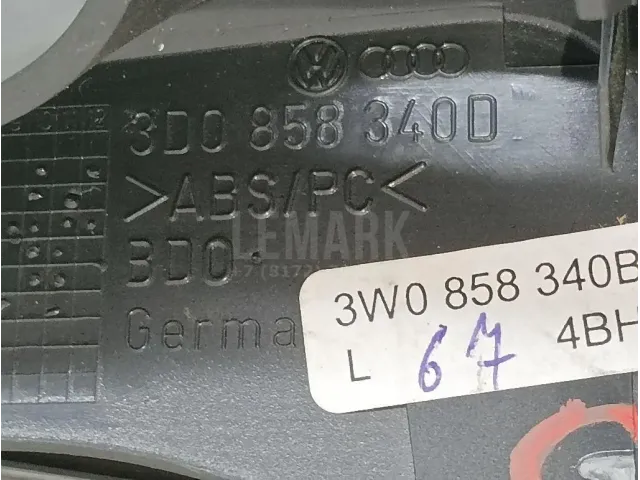 3D0 858 340D
>ABS/PC<
3D0
LEMARK
Germa
3W0 858 340B
L 67 4BH